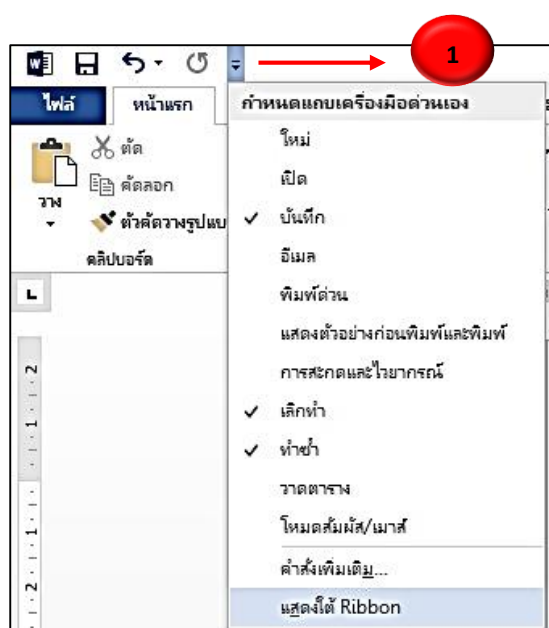 1
ไฟล์ หน้าแรก
กำหนดแถบเครื่องมือด่วนเอง
ตัด
คัดลอก
วาง
ตัวคัดวางรูปแบบ
คลิปบอร์ด
ใหม่
เปิด
บันทึก
อีเมล
พิมพ์ด่วน
แสดงตัวอย่างก่อนพิมพ์และพิมพ์
การสะกดและไวยากรณ์
เลิกทำ
ทำซ้ำ
วาดตาราง
โหมดสัมผัส/เมาส์
คำสั่งเพิ่มเติม...
แสดงใต้ Ribbon
L
2
1
1
2